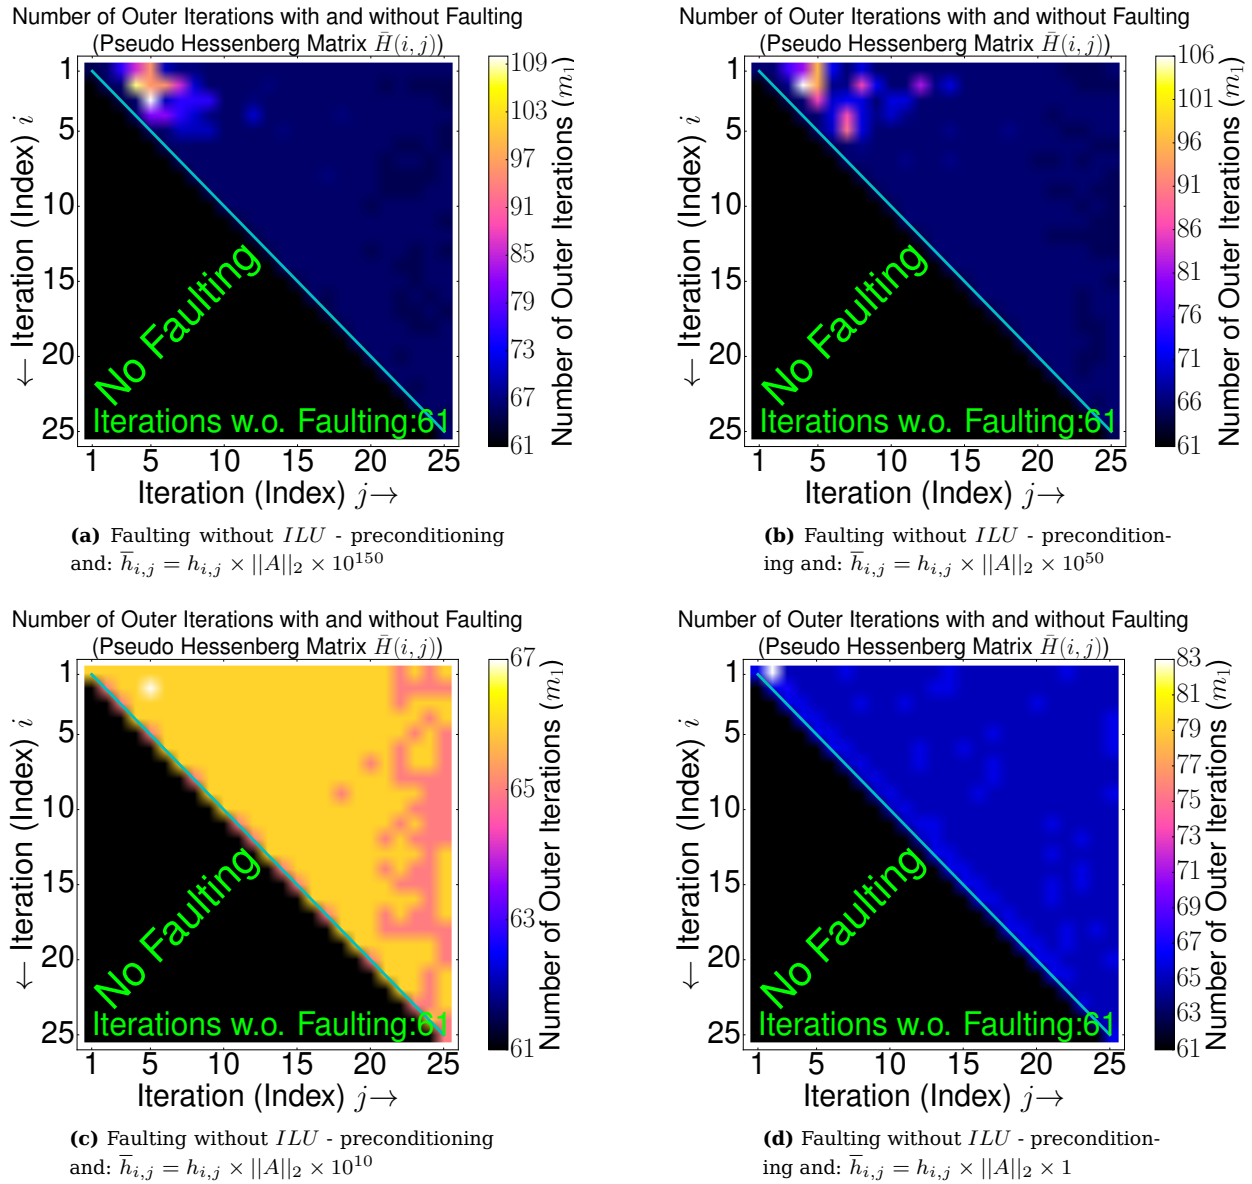 Number of Outer Iterations with and without Faulting
(Pseudo Hessenberg Matrix H̄(i, j))
← Iteration (Index) i
1
5
10
15
20
25
No Faulting
Iterations w.o. Faulting:61
1 5 10 15 20 25
Iteration (Index) j→
109
103
97
91
85
79
73
67
61
Number of Outer Iterations (m₁)
(a) Faulting without ILU - preconditioning
and: h̄ᵢ,ⱼ = hᵢ,ⱼ × ||A||₂ × 10¹⁵⁰
Number of Outer Iterations with and without Faulting
(Pseudo Hessenberg Matrix H̄(i, j))
← Iteration (Index) i
1
5
10
15
20
25
No Faulting
Iterations w.o. Faulting:61
1 5 10 15 20 25
Iteration (Index) j→
106
101
96
91
86
81
76
71
66
61
Number of Outer Iterations (m₁)
(b) Faulting without ILU - precondition-
ing and: h̄ᵢ,ⱼ = hᵢ,ⱼ × ||A||₂ × 10⁵⁰
Number of Outer Iterations with and without Faulting
(Pseudo Hessenberg Matrix H̄(i, j))
← Iteration (Index) i
1
5
10
15
20
25
No Faulting
Iterations w.o. Faulting:61
1 5 10 15 20 25
Iteration (Index) j→
67
65
63
61
Number of Outer Iterations (m₁)
(c) Faulting without ILU - preconditioning
and: h̄ᵢ,ⱼ = hᵢ,ⱼ × ||A||₂ × 10¹⁰
Number of Outer Iterations with and without Faulting
(Pseudo Hessenberg Matrix H̄(i, j))
← Iteration (Index) i
1
5
10
15
20
25
No Faulting
Iterations w.o. Faulting:61
1 5 10 15 20 25
Iteration (Index) j→
83
81
79
77
75
73
71
69
67
65
63
61
Number of Outer Iterations (m₁)
(d) Faulting without ILU - precondition-
ing and: h̄ᵢ,ⱼ = hᵢ,ⱼ × ||A||₂ × 1